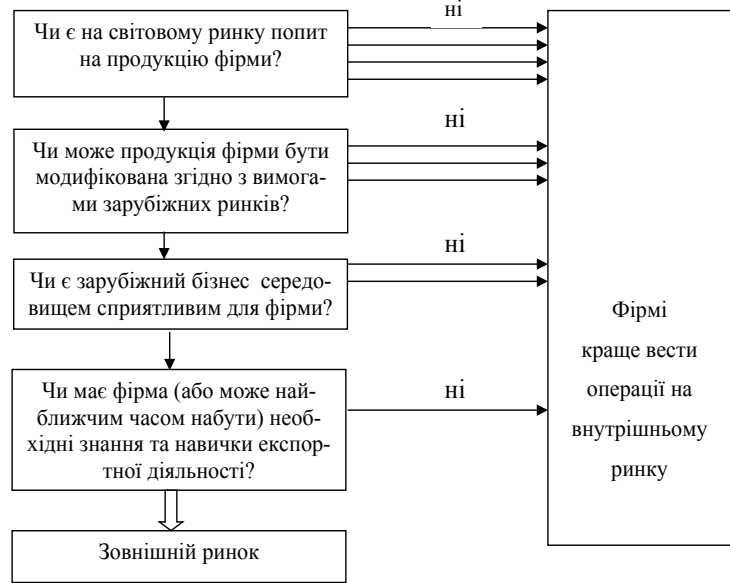 ні
Чи є на світовому ринку попит
на продукцію фірми?
ні
Чи може продукція фірми бути
модифікована згідно з вимога-
ми зарубіжних ринків?
ні
Чи є зарубіжний бізнес середо-
вищем сприятливим для фірми?
Чи має фірма (або може най-
ближчим часом набути) необ-
хідні знання та навички експор-
тної діяльності?
ні
Зовнішній ринок
Фірмі
краще вести
операції на
внутрішньому
ринку